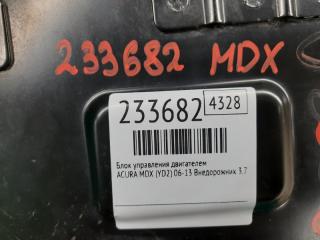 233682 MDX
233682 4328
Блок управления двигателем
ACURA MDX (YD2) 06-13 Внедорожник 3.7